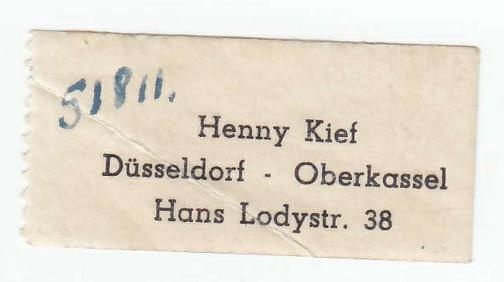 51811.
Henny Kief
Düsseldorf - Oberkassel
Hans Lodystr. 38